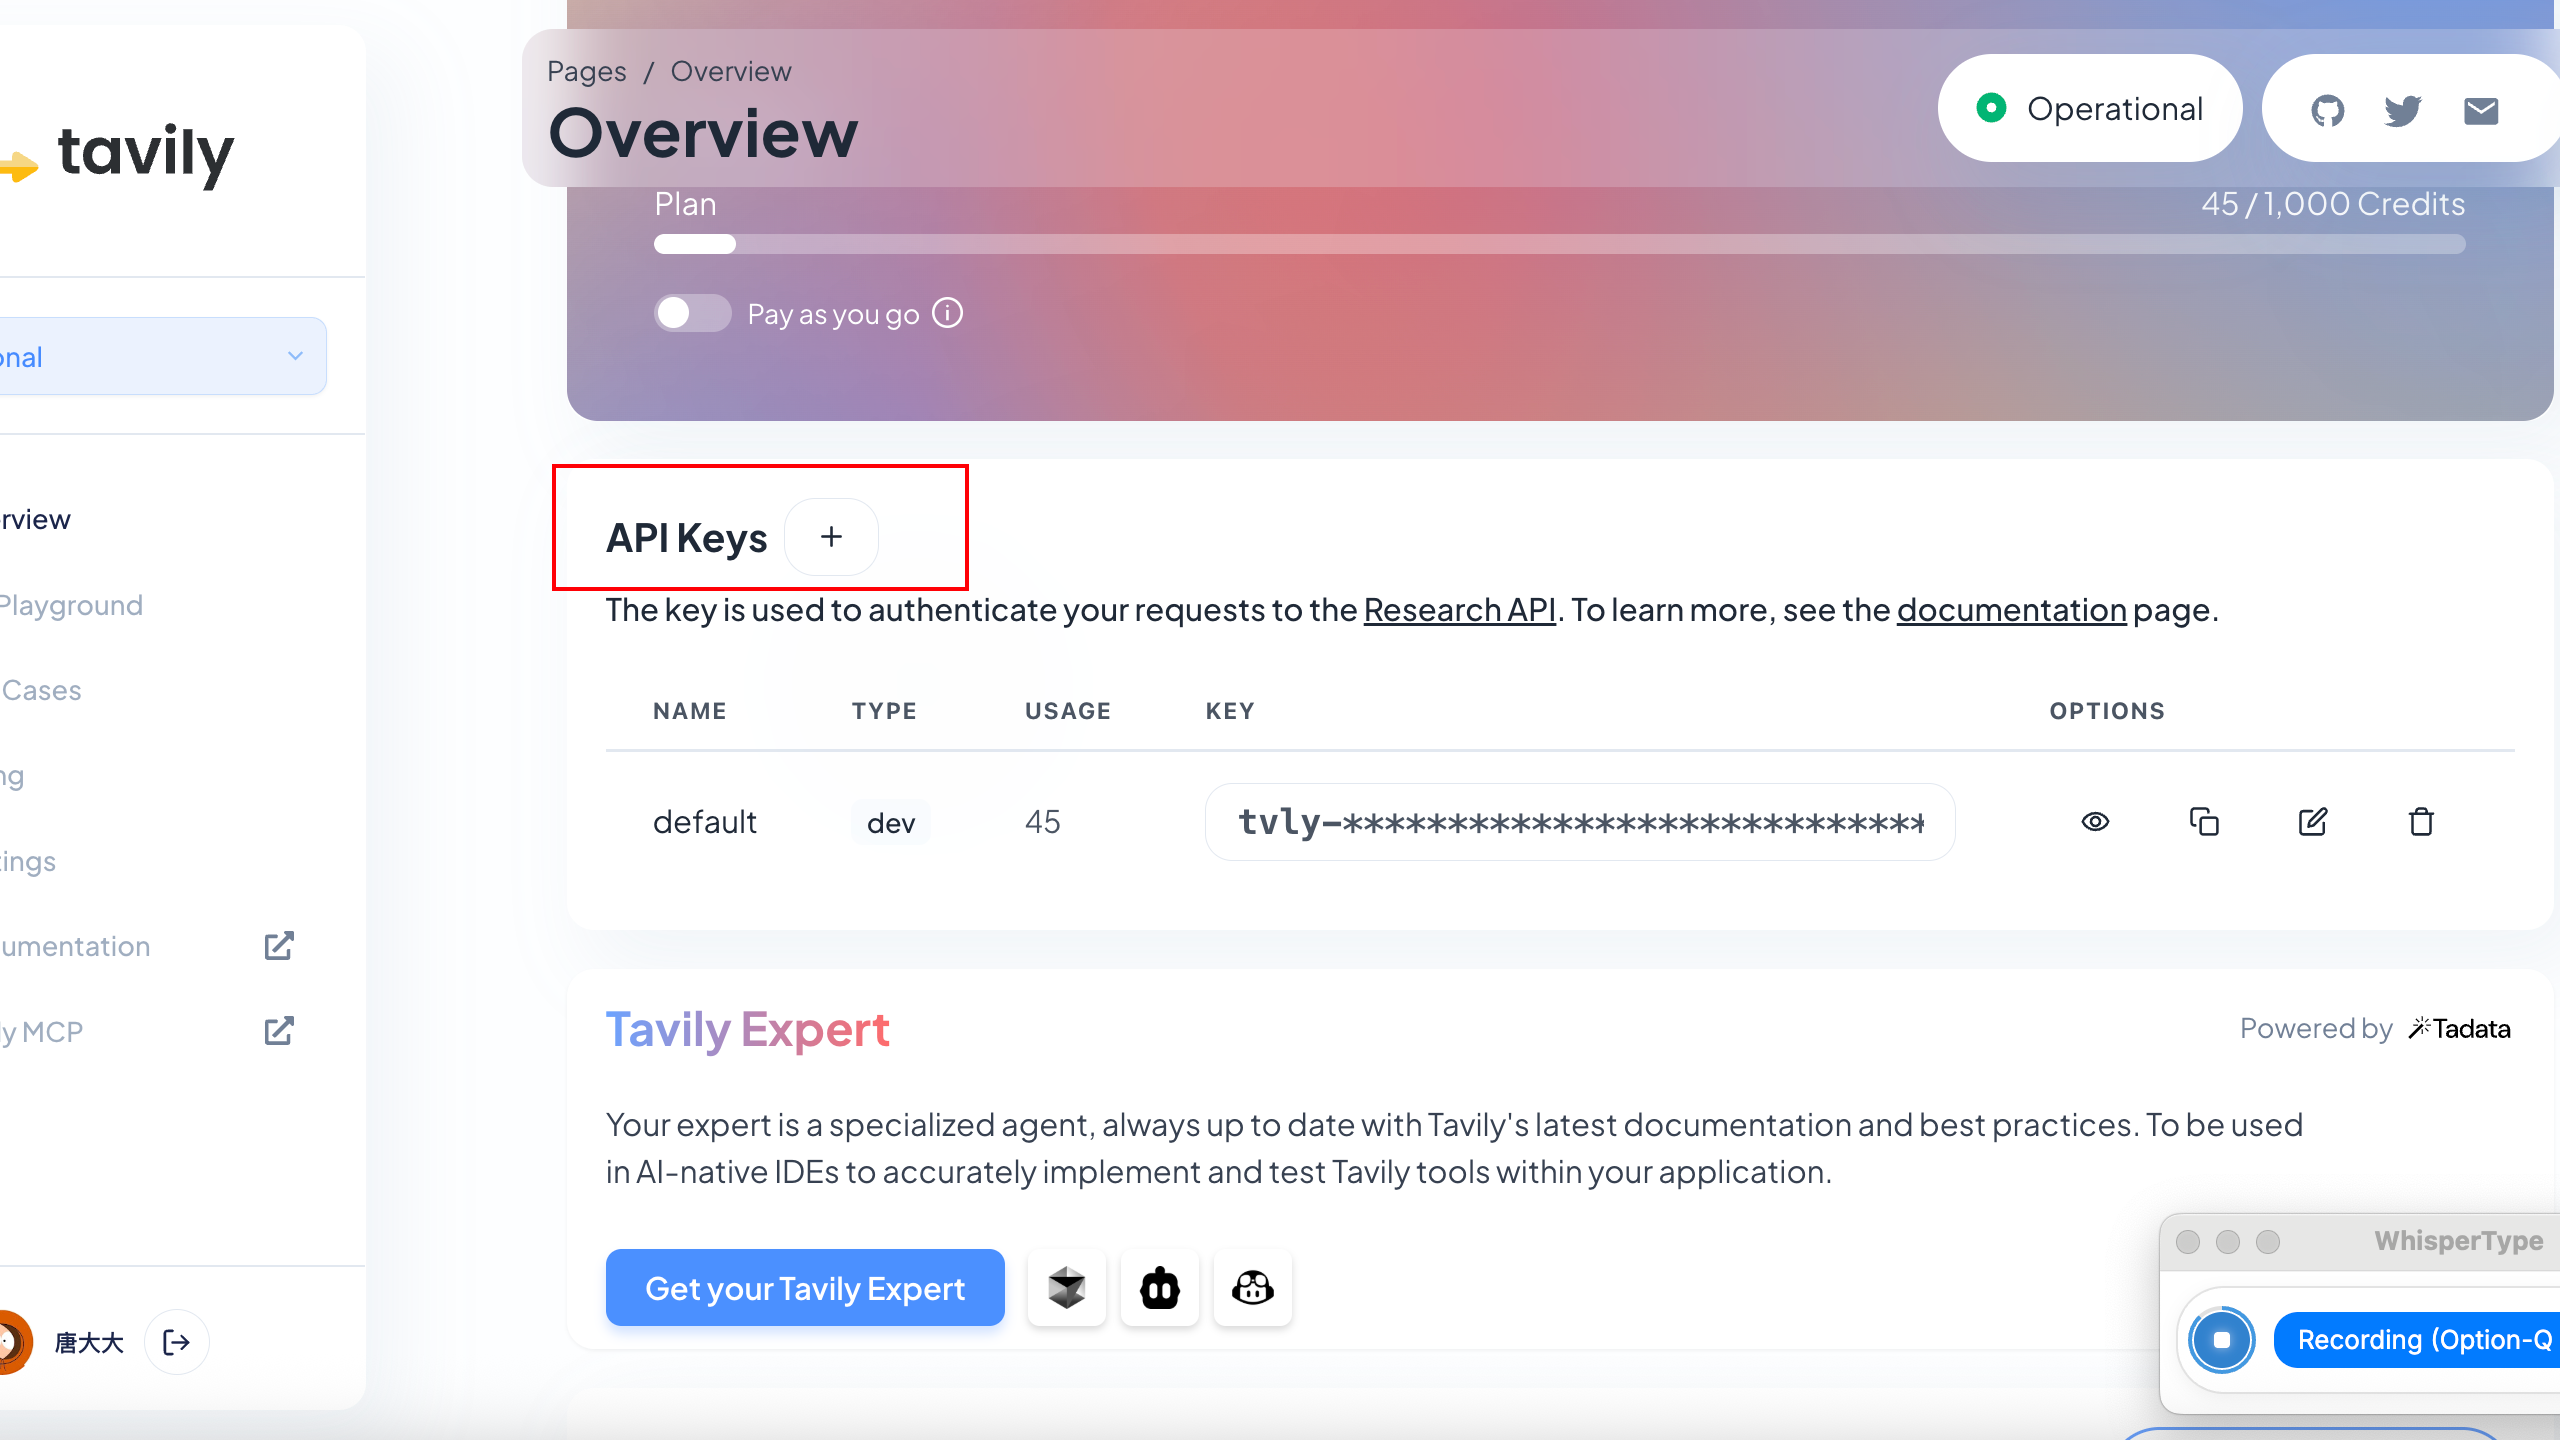 tavily
onal
rview
Playground
Cases
ng
tings
umentation
ly MCP
唐大大
Pages / Overview
Overview
Operational
Plan
45 / 1,000 Credits
Pay as you go
API Keys +
The key is used to authenticate your requests to the Research API. To learn more, see the documentation page.
NAME TYPE USAGE KEY OPTIONS
default dev 45 tvly-****************************
Tavily Expert
Powered by Tadata
Your expert is a specialized agent, always up to date with Tavily's latest documentation and best practices. To be used
in AI-native IDEs to accurately implement and test Tavily tools within your application.
Get your Tavily Expert
WhisperType
Recording (Option-Q